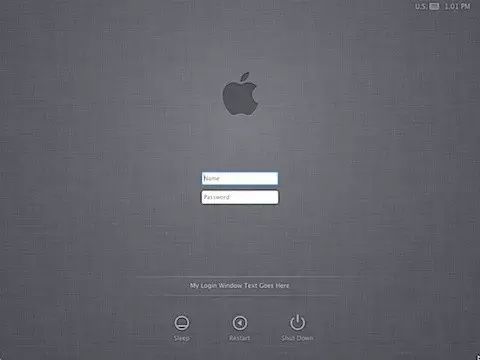 U.S. 1:01 PM
Name
Password
My Login Window Text Goes Here
Sleep Restart Shut Down